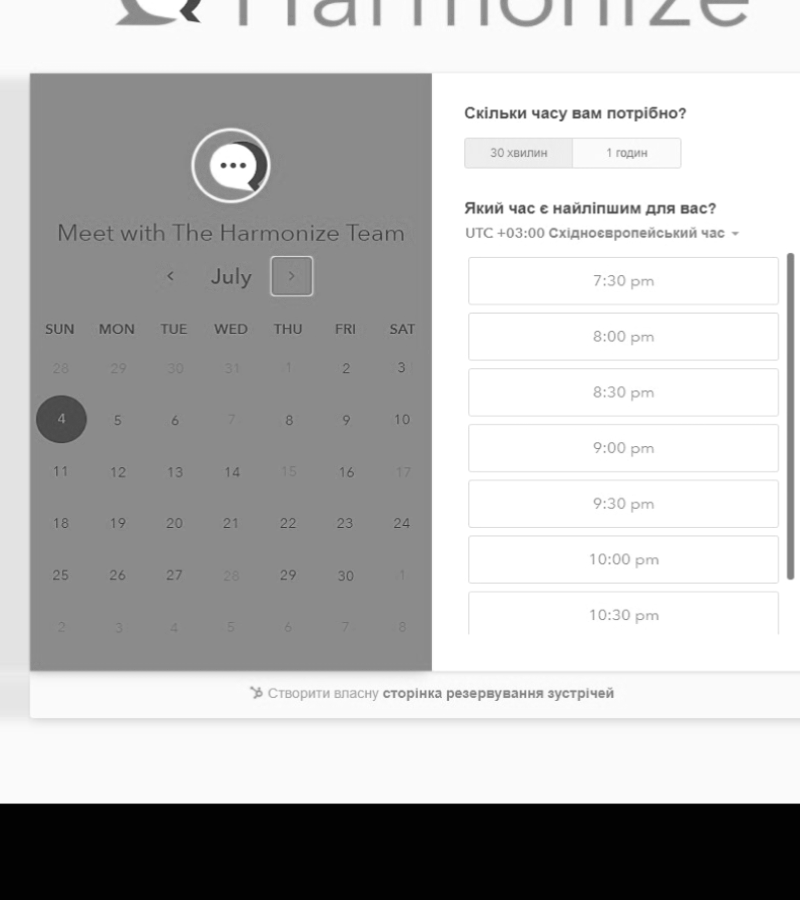 Harmonize
Meet with The Harmonize Team
July
SUN MON TUE WED THU FRI SAT
28 29 30 31 1 2 3
4 5 6 7 8 9 10
11 12 13 14 15 16 17
18 19 20 21 22 23 24
25 26 27 28 29 30 1
2 3 4 5 6 7 8
Скільки часу вам потрібно?
30 хвилин 1 годин
Який час є найліпшим для вас?
UTC +03:00 Східноєвропейський час
7:30 pm
8:00 pm
8:30 pm
9:00 pm
9:30 pm
10:00 pm
10:30 pm
Створити власну сторінка резервування зустрічей